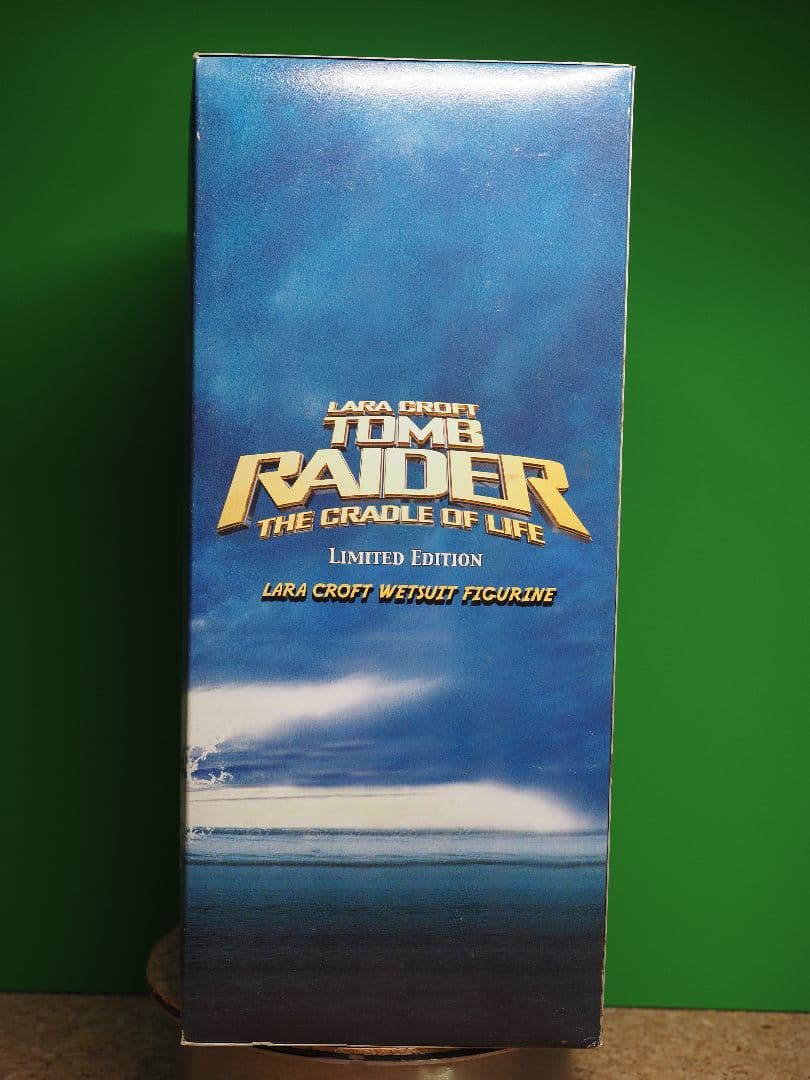 LARA CROFT
TOMB
RAIDER
THE CRADLE OF LIFE
LIMITED EDITION
LARA CROFT WETSUIT FIGURINE